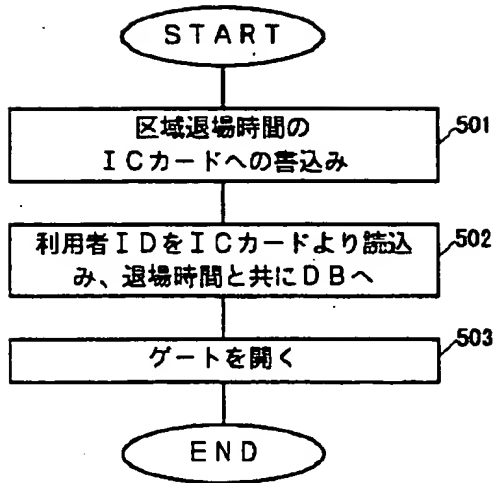 START
区域退場時間の
ICカードへの書込み
501
利用者IDをICカードより読込
み、退場時間と共にDBへ
502
ゲートを開く
503
END